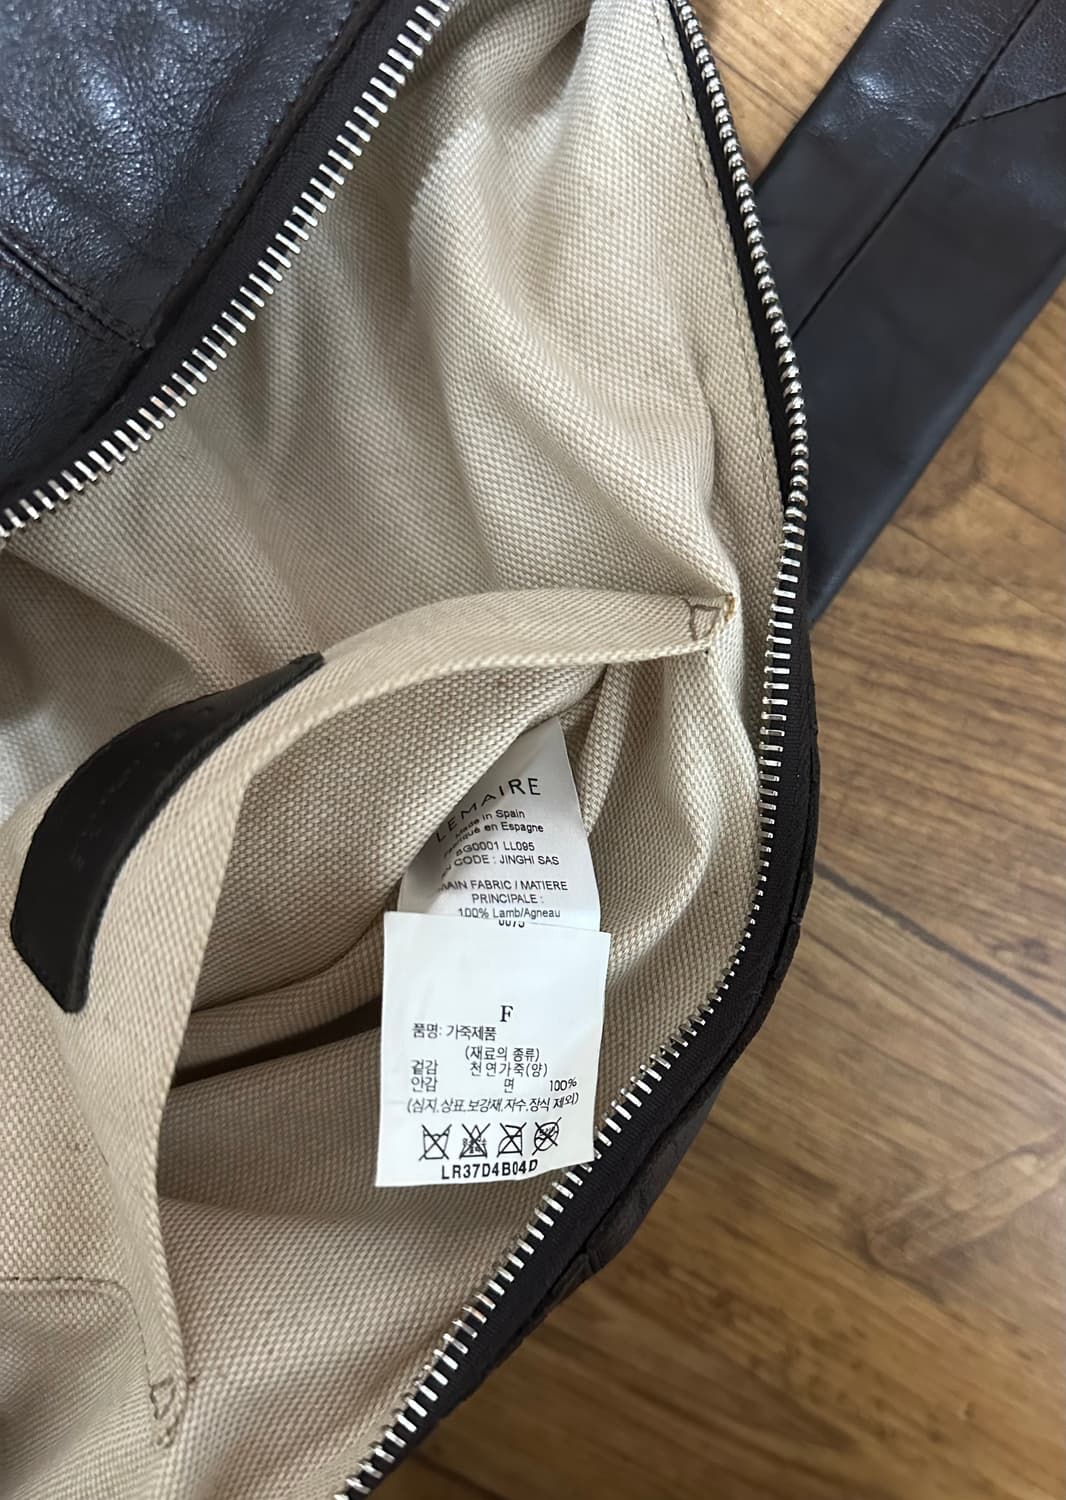 LEMAIRE
Made in Spain
Fabriqué en Espagne
BG0001 LL095
CODE : JINGHI SAS
MAIN FABRIC / MATIERE
PRINCIPALE :
100% Lamb/Agneau
0075
F
품명: 가죽제품
(재료의 종류)
겉감 천연가죽(양)
안감 면 100%
(심지,상표,보강재,자수,장식 제외)
LR37D4B04D